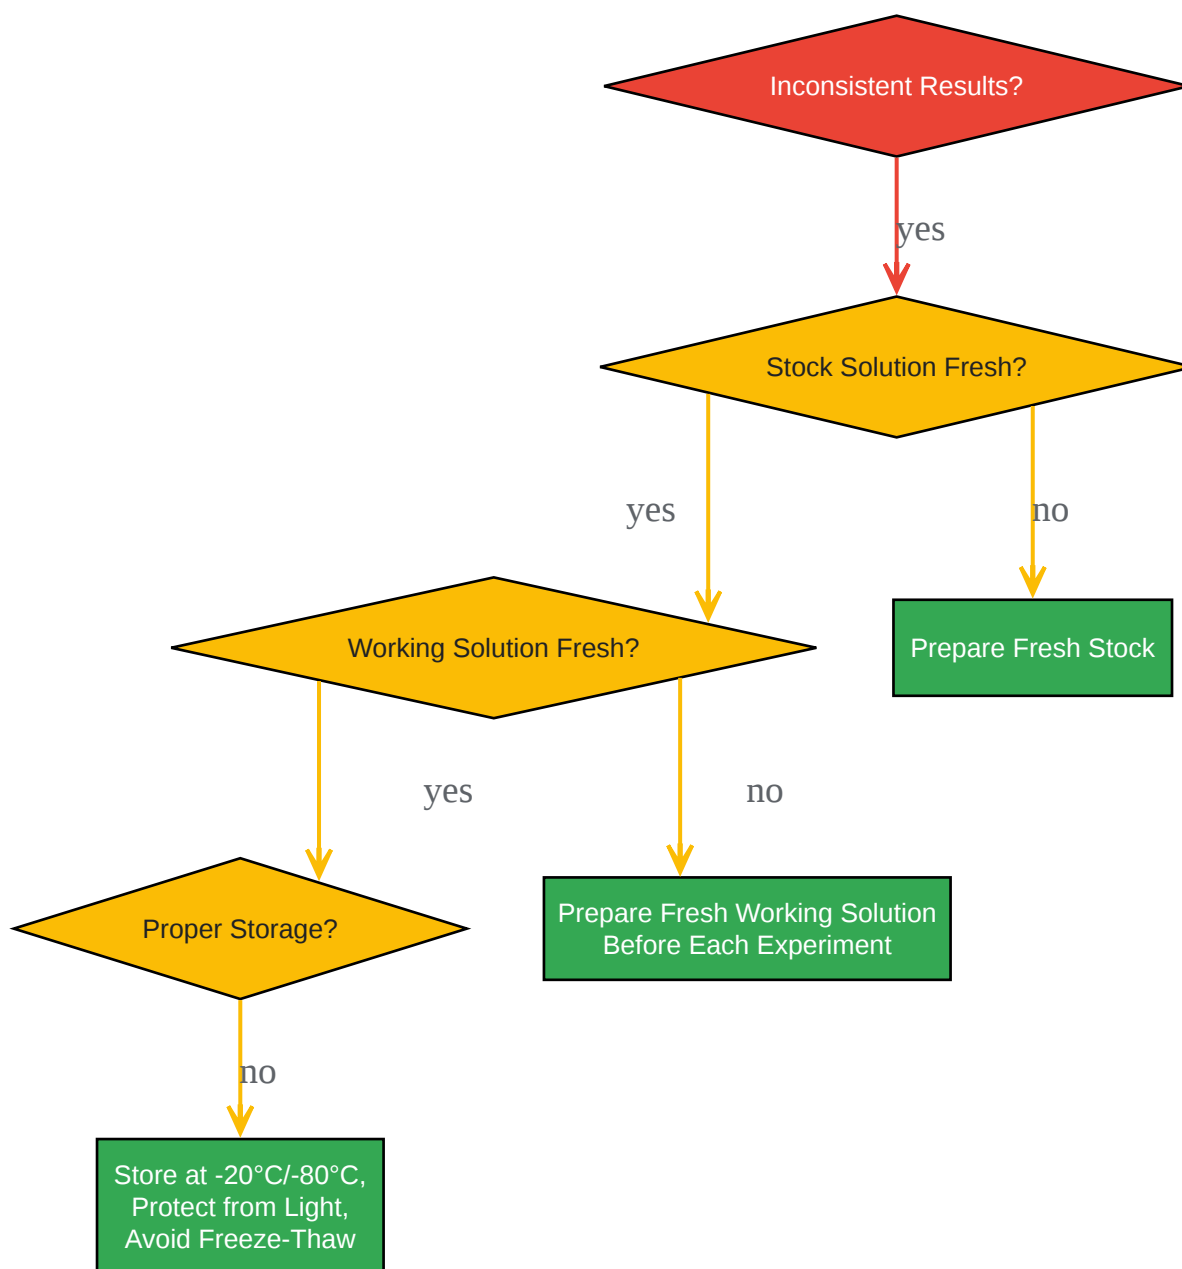 Inconsistent Results?
yes
Stock Solution Fresh?
yes
no
Working Solution Fresh?
Prepare Fresh Stock
yes
no
Proper Storage?
Prepare Fresh Working Solution
Before Each Experiment
no
Store at -20°C/-80°C,
Protect from Light,
Avoid Freeze-Thaw